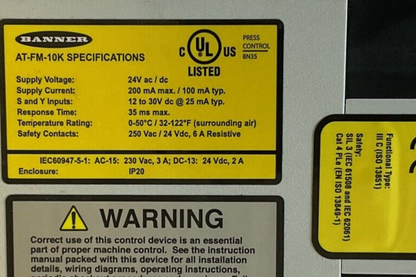 BANNER
AT-FM-10K SPECIFICATIONS
C UL US
LISTED
PRESS
CONTROL
8N35
Supply Voltage: 24V ac / dc
Supply Current: 200 mA max. / 100 mA typ.
S and Y Inputs: 12 to 30V dc @ 25 mA typ.
Response Time: 35 ms max.
Temperature Rating: 0-50°C / 32-122°F (surrounding air)
Safety Contacts: 250 Vac / 24 Vdc, 6 A Resistive
IEC60947-5-1: AC-15: 230 Vac, 3 A; DC-13: 24 Vdc, 2 A
Enclosure: IP20
WARNING
Correct use of this control device is an essential
part of proper machine control. See the instruction
manual packed with this device for all installation
details, wiring diagrams, operating instructions,
Functional Type:
III C (ISO 13851)
Safety:
SIL 3 (IEC 61508 and IEC 62061)
Cat 4 PLe (EN ISO 13849-1)